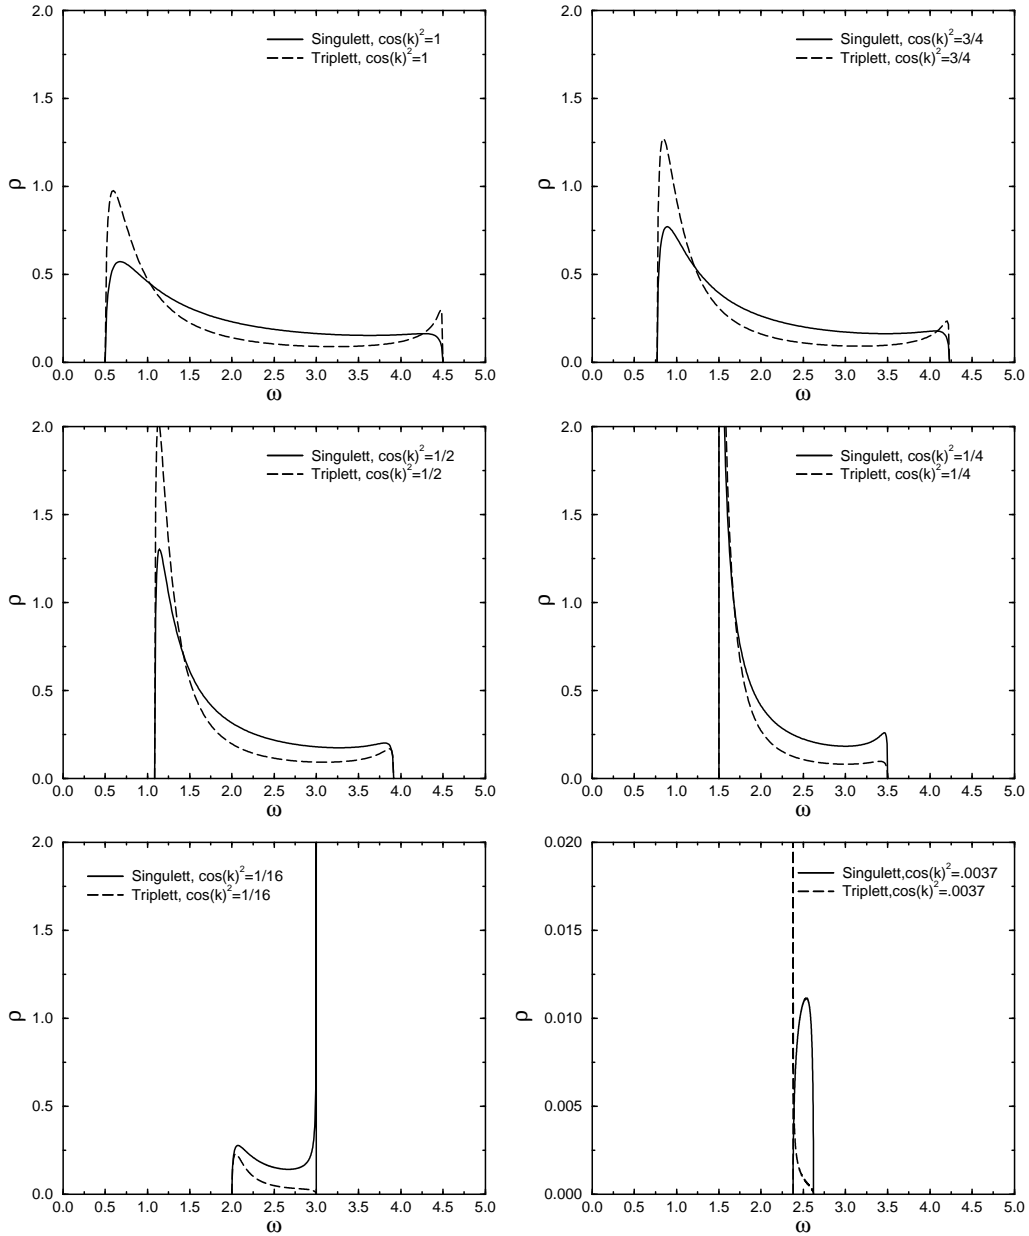 2.0
1.5
1.0
0.5
0.0
ρ
Singulett, cos(k)²=1
Triplett, cos(k)²=1
0.0 0.5 1.0 1.5 2.0 2.5 3.0 3.5 4.0 4.5 5.0
ω
2.0
1.5
1.0
0.5
0.0
ρ
Singulett, cos(k)²=3/4
Triplett, cos(k)²=3/4
0.0 0.5 1.0 1.5 2.0 2.5 3.0 3.5 4.0 4.5 5.0
ω
2.0
1.5
1.0
0.5
0.0
ρ
Singulett, cos(k)²=1/2
Triplett, cos(k)²=1/2
0.0 0.5 1.0 1.5 2.0 2.5 3.0 3.5 4.0 4.5 5.0
ω
2.0
1.5
1.0
0.5
0.0
ρ
Singulett, cos(k)²=1/4
Triplett, cos(k)²=1/4
0.0 0.5 1.0 1.5 2.0 2.5 3.0 3.5 4.0 4.5 5.0
ω
2.0
1.5
1.0
0.5
0.0
ρ
Singulett, cos(k)²=1/16
Triplett, cos(k)²=1/16
0.0 0.5 1.0 1.5 2.0 2.5 3.0 3.5 4.0 4.5 5.0
ω
0.020
0.015
0.010
0.005
0.000
ρ
Singulett,cos(k)²=.0037
Triplett,cos(k)²=.0037
0.0 0.5 1.0 1.5 2.0 2.5 3.0 3.5 4.0 4.5 5.0
ω